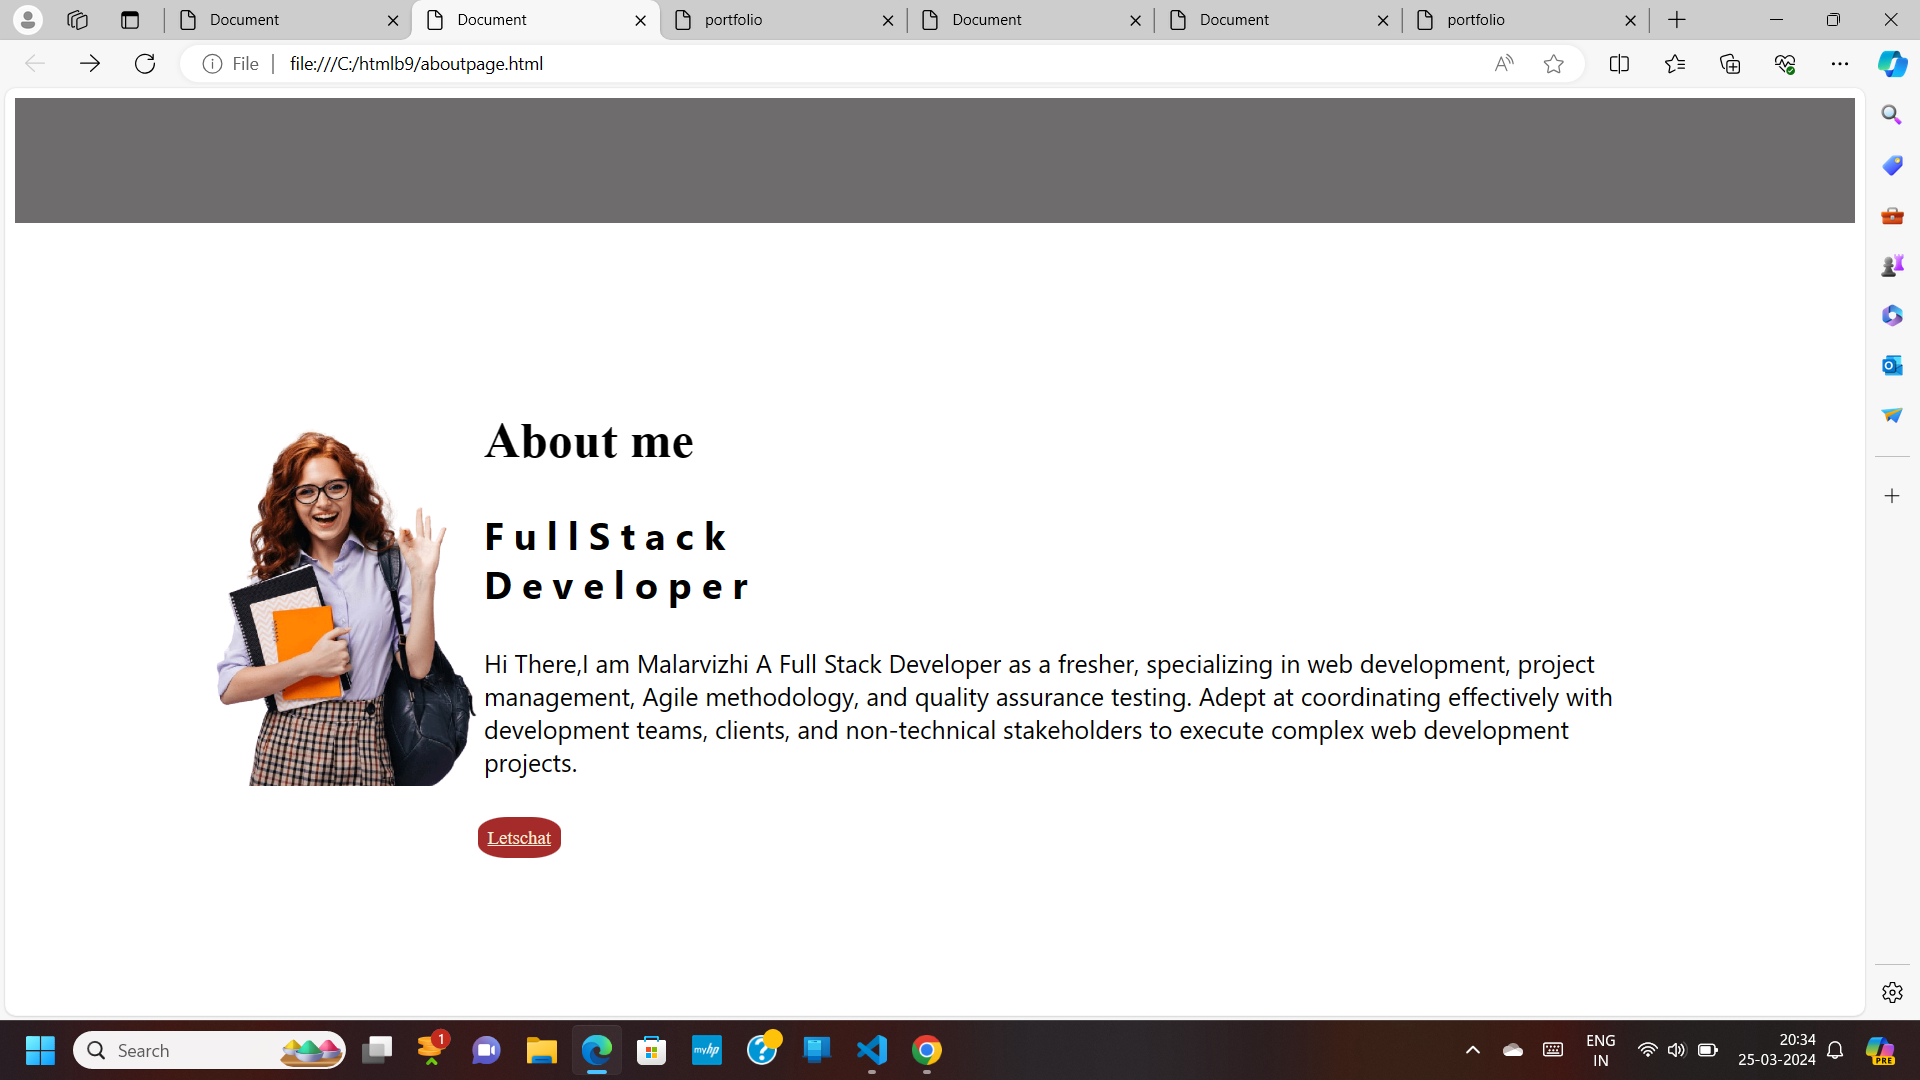 Document
Document
portfolio
Document
Document
portfolio
File
file:///C:/htmlb9/aboutpage.html
About me
FullStack
Developer
Hi There,I am Malarvizhi A Full Stack Developer as a fresher, specializing in web development, project
management, Agile methodology, and quality assurance testing. Adept at coordinating effectively with
development teams, clients, and non-technical stakeholders to execute complex web development
projects.
Letschat
Search
1
myhp
ENG
IN
20:34
25-03-2024
PRE